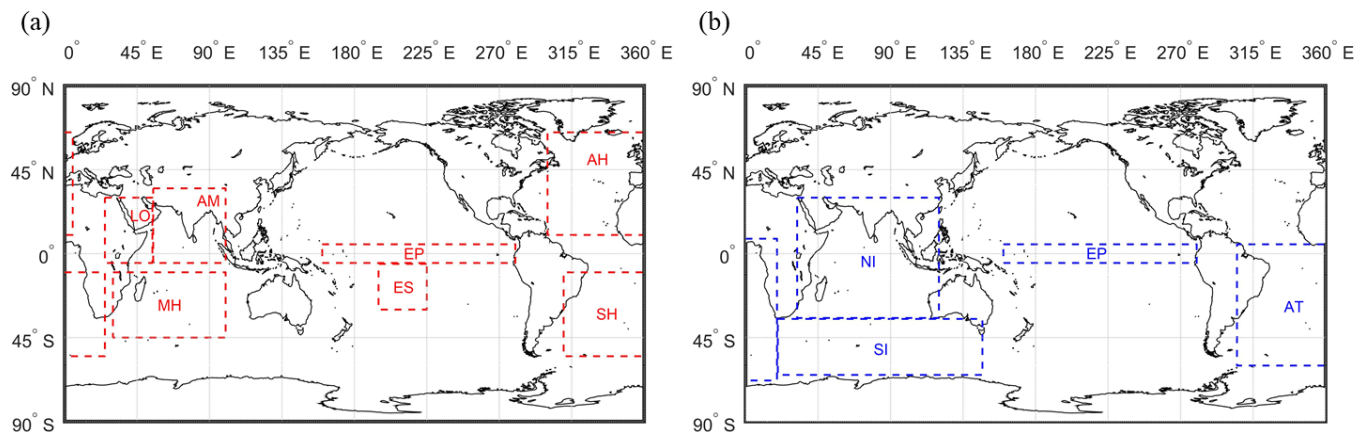 (a)
0° 45° E 90° E 135° E 180° E 225° E 270° E 315° E 360° E
90° N
45° N
0°
45° S
90° S
AH
AM
LO
EP
ES
MH
SH
(b)
0° 45° E 90° E 135° E 180° E 225° E 270° E 315° E 360° E
90° N
45° N
0°
45° S
90° S
NI
EP
AT
SI